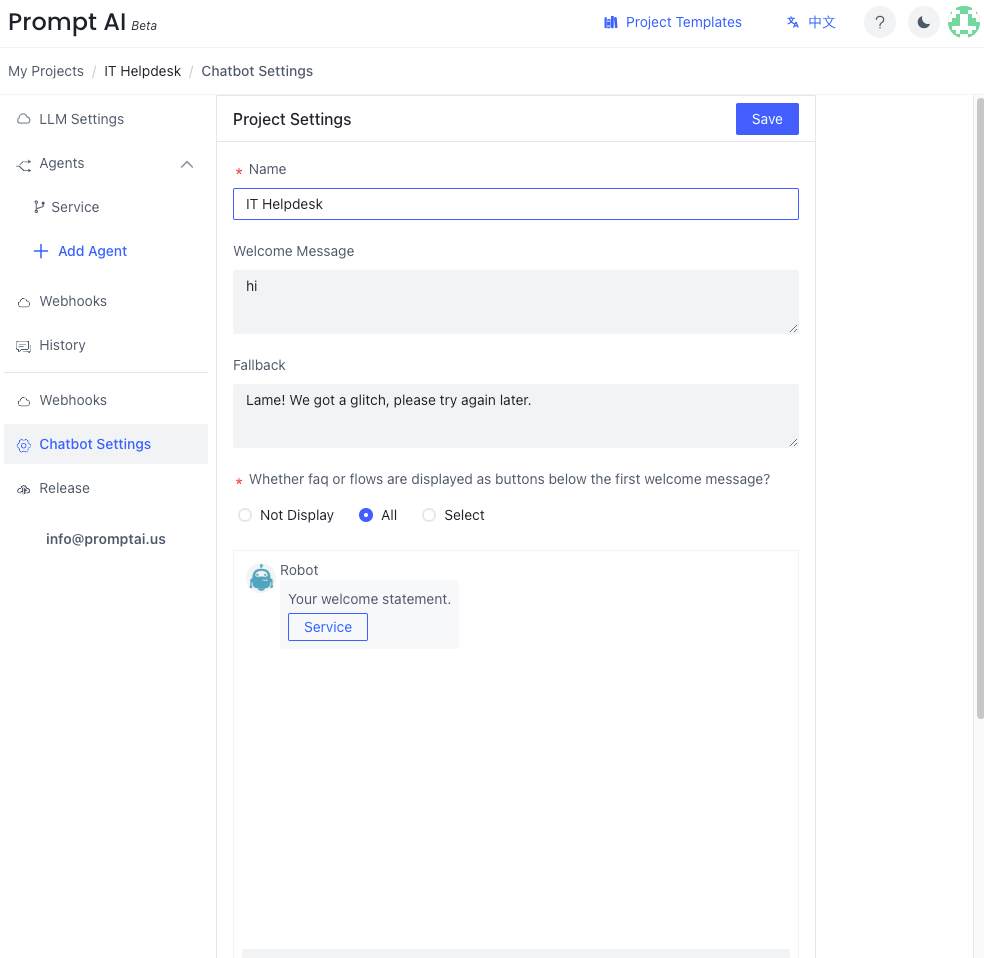 Prompt AI Beta
Project Templates
中文
?
My Projects / IT Helpdesk / Chatbot Settings
LLM Settings
Agents
Service
Add Agent
Webhooks
History
Webhooks
Chatbot Settings
Release
info@promptai.us
Project Settings
Save
* Name
IT Helpdesk
Welcome Message
hi
Fallback
Lame! We got a glitch, please try again later.
* Whether faq or flows are displayed as buttons below the first welcome message?
Not Display All Select
Robot
Your welcome statement.
Service